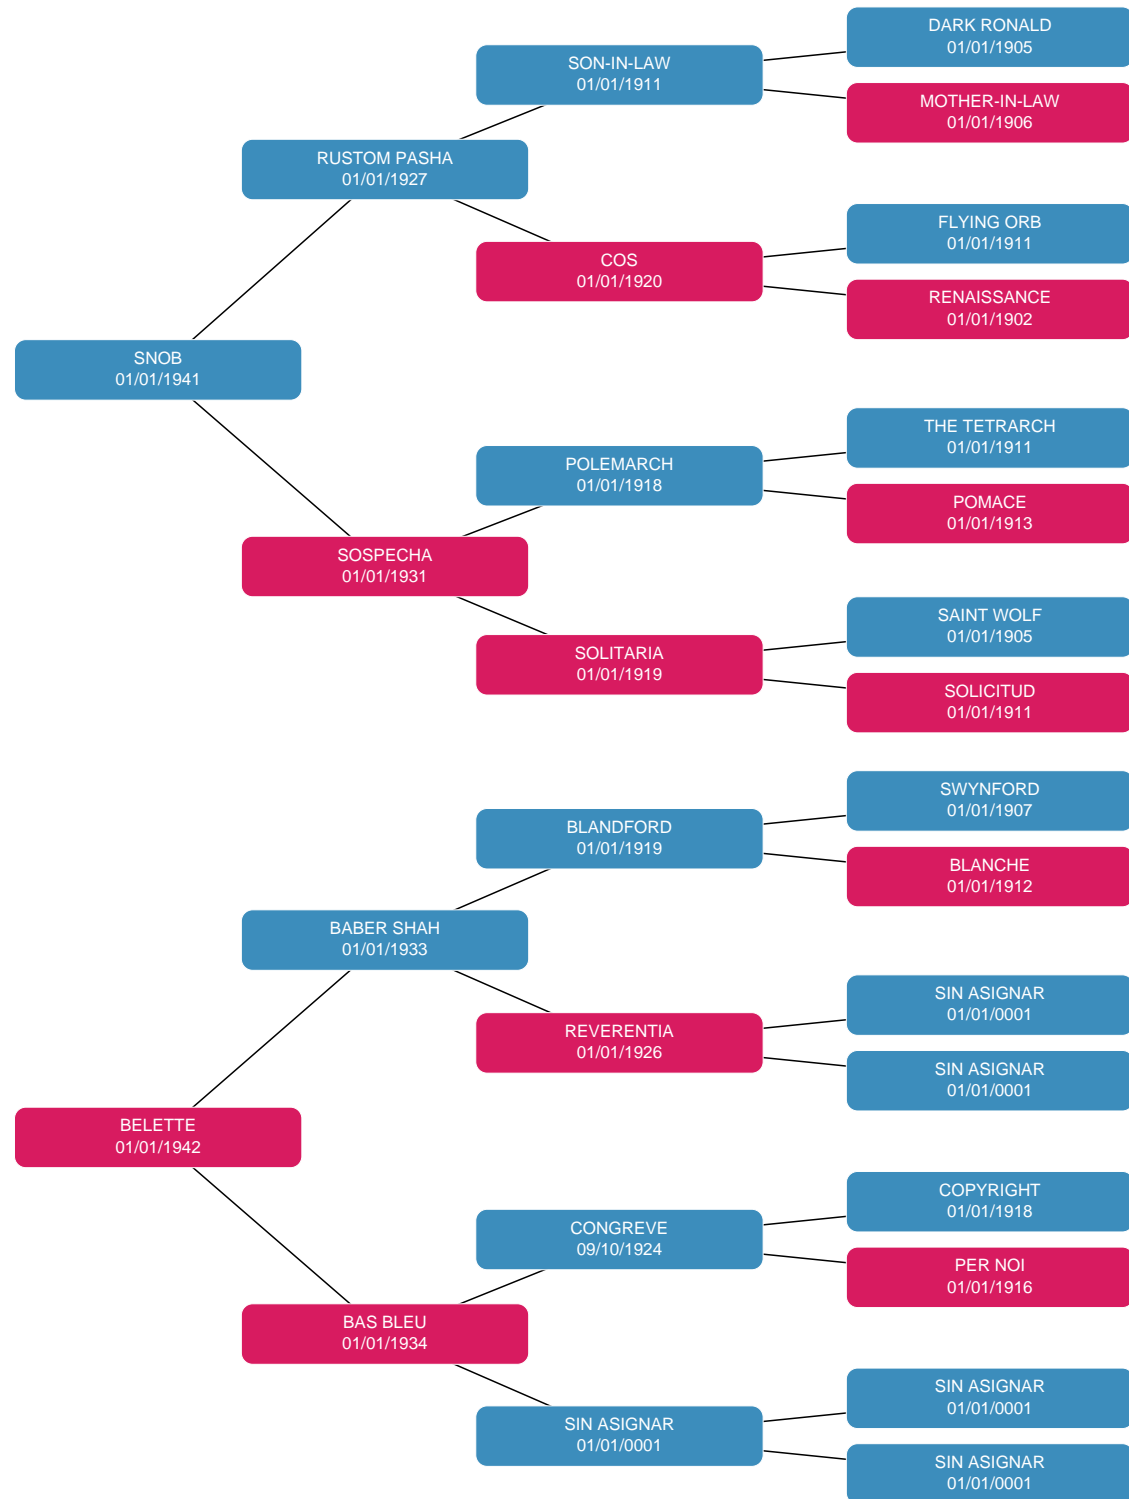 DARK RONALD
01/01/1905
SON-IN-LAW
01/01/1911
MOTHER-IN-LAW
01/01/1906
RUSTOM PASHA
01/01/1927
FLYING ORB
01/01/1911
COS
01/01/1920
RENAISSANCE
01/01/1902
SNOB
01/01/1941
THE TETRARCH
01/01/1911
POLEMARCH
01/01/1918
POMACE
01/01/1913
SOSPECHA
01/01/1931
SAINT WOLF
01/01/1905
SOLITARIA
01/01/1919
SOLICITUD
01/01/1911
SWYNFORD
01/01/1907
BLANDFORD
01/01/1919
BLANCHE
01/01/1912
BABER SHAH
01/01/1933
SIN ASIGNAR
01/01/0001
REVERENTIA
01/01/1926
SIN ASIGNAR
01/01/0001
BELETTE
01/01/1942
COPYRIGHT
01/01/1918
CONGREVE
09/10/1924
PER NOI
01/01/1916
BAS BLEU
01/01/1934
SIN ASIGNAR
01/01/0001
SIN ASIGNAR
01/01/0001
SIN ASIGNAR
01/01/0001